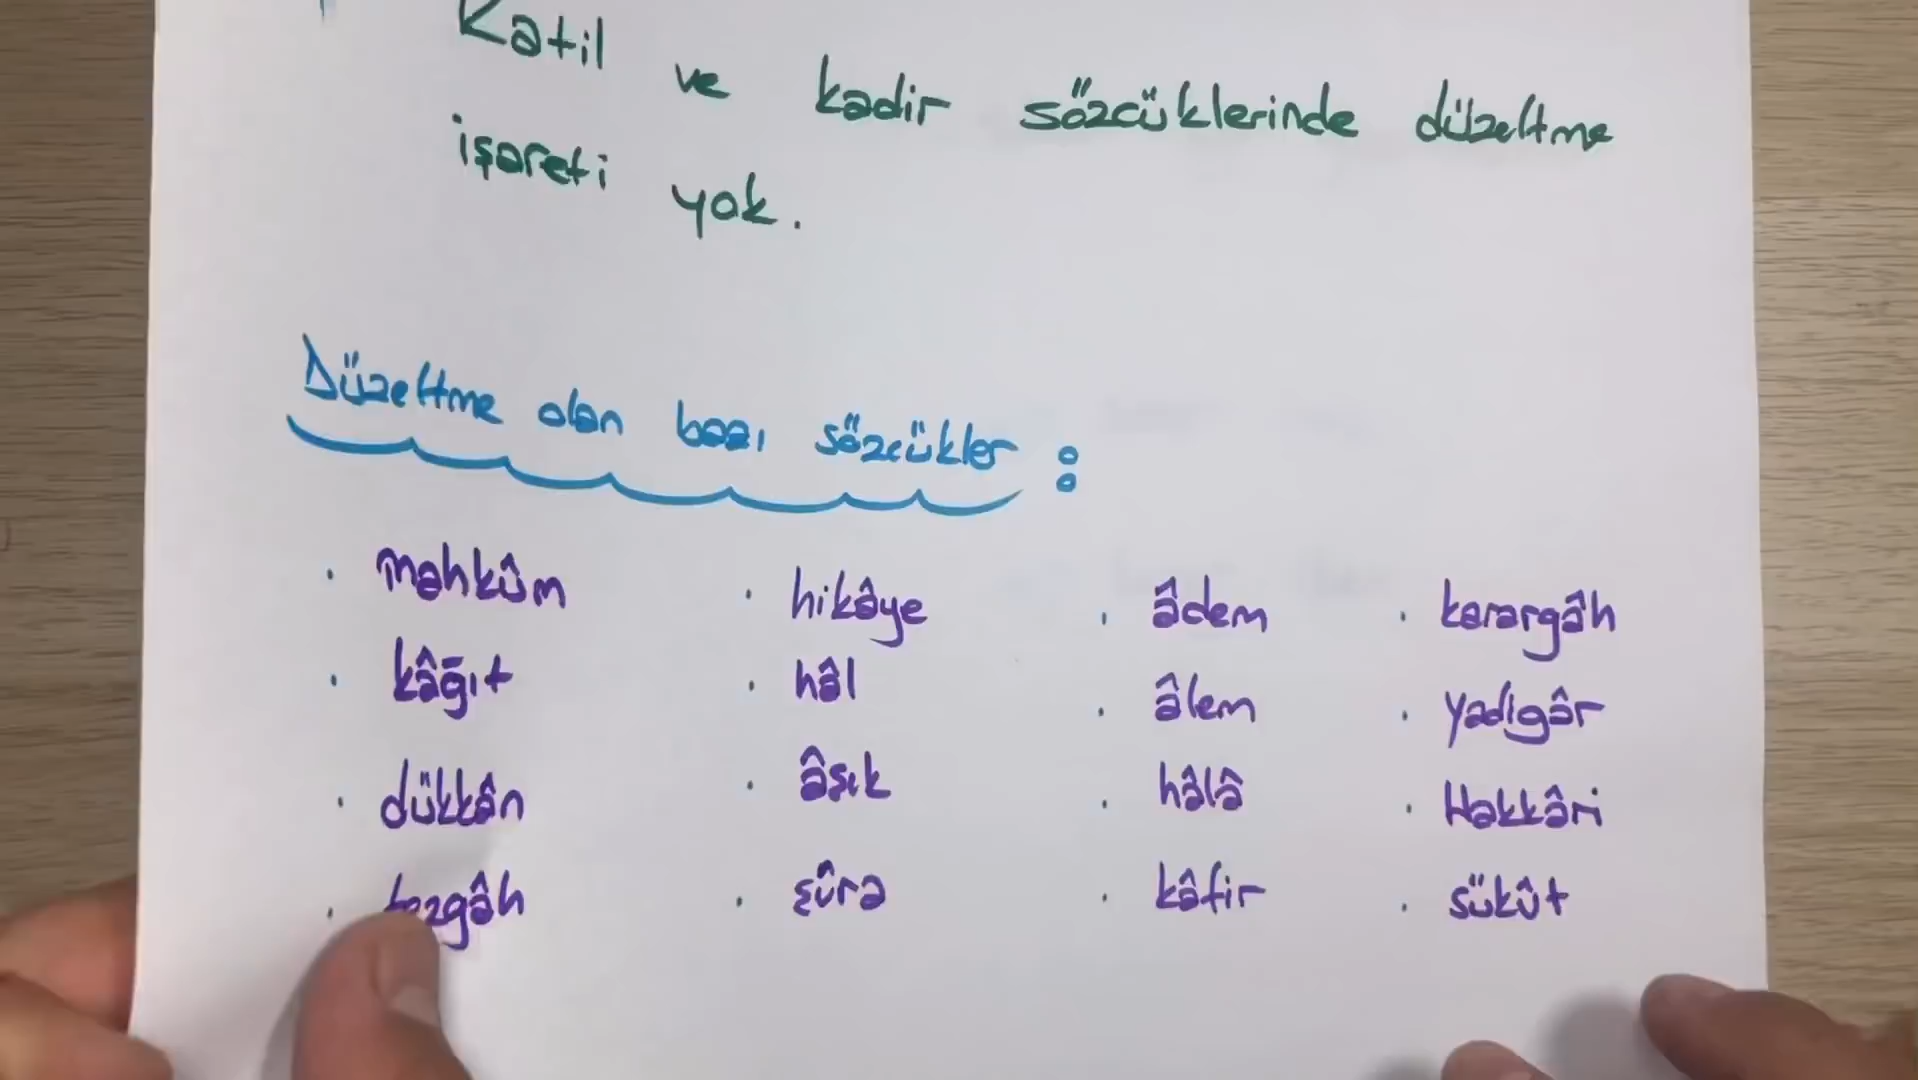 Katil ve kadir sözcüklerinde düzeltme
işareti yok.
Düzeltme olan bazı sözcükler :
· mahkûm · hikâye · âdem · karargâh
· kâğıt · hâl · âlem · yadigâr
· dükkân · âşık · hâlâ · Hakkâri
· şûra · kâfir · sükût